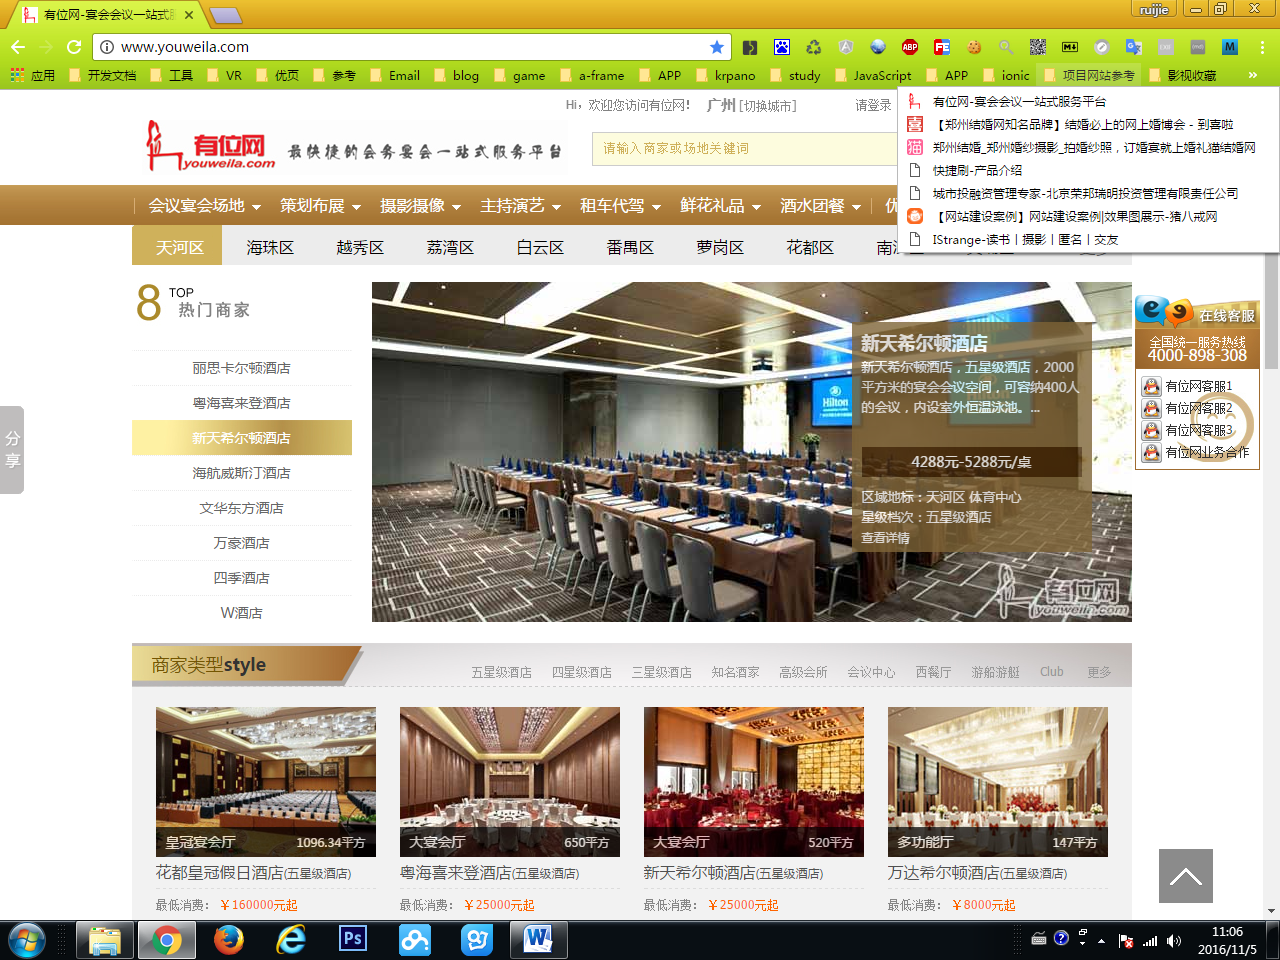 有位网-宴会会议一站式
ruijie
www.youweila.com
应用 开发文档 工具 VR 优页 参考 Email blog game a-frame APP krpano study JavaScript APP ionic 项目网站参考 影视收藏 »
有位网-宴会会议一站式服务平台
【郑州结婚网知名品牌】结婚必上的网上婚博会 - 到喜啦
郑州结婚_郑州婚纱摄影_拍婚纱照，订婚宴就上婚礼猫结婚网
快捷刷-产品介绍
城市投融资管理专家-北京荣邦瑞明投资管理有限责任公司
【网站建设案例】网站建设案例|效果图展示-猪八戒网
IStrange-读书 | 摄影 | 匿名 | 交友
Hi，欢迎您访问有位网！ 广州 [切换城市] 请登录
有位网
youweila.com
最快捷的会务宴会一站式服务平台
请输入商家或场地关键词
会议宴会场地 策划布展 摄影摄像 主持演艺 租车代驾 鲜花礼品 酒水团餐 优
天河区 海珠区 越秀区 荔湾区 白云区 番禺区 萝岗区 花都区
8 TOP
热门商家
丽思卡尔顿酒店
粤海喜来登酒店
新天希尔顿酒店
海航威斯汀酒店
文华东方酒店
万豪酒店
四季酒店
W酒店
分享
Hilton
新天希尔顿酒店
新天希尔顿酒店，五星级酒店，2000
平方米的宴会会议空间，可容纳400人
的会议，内设室外恒温泳池。...
4288元-5288元/桌
区域地标：天河区 体育中心
星级档次：五星级酒店
查看详情
有位网
youweila.com
在线客服
全国统一服务热线
4000-898-308
有位网客服1
有位网客服2
有位网客服3
有位网业务合作
商家类型style
五星级酒店 四星级酒店 三星级酒店 知名酒家 高级会所 会议中心 西餐厅 游船游艇 Club 更多
皇冠宴会厅 1096.34平方
大宴会厅 650平方
大宴会厅 520平方
多功能厅 147平方
花都皇冠假日酒店(五星级酒店)
粤海喜来登酒店(五星级酒店)
新天希尔顿酒店(五星级酒店)
万达希尔顿酒店(五星级酒店)
最低消费： ￥160000元起
最低消费： ￥25000元起
最低消费： ￥25000元起
最低消费： ￥8000元起
11:06
2016/11/5